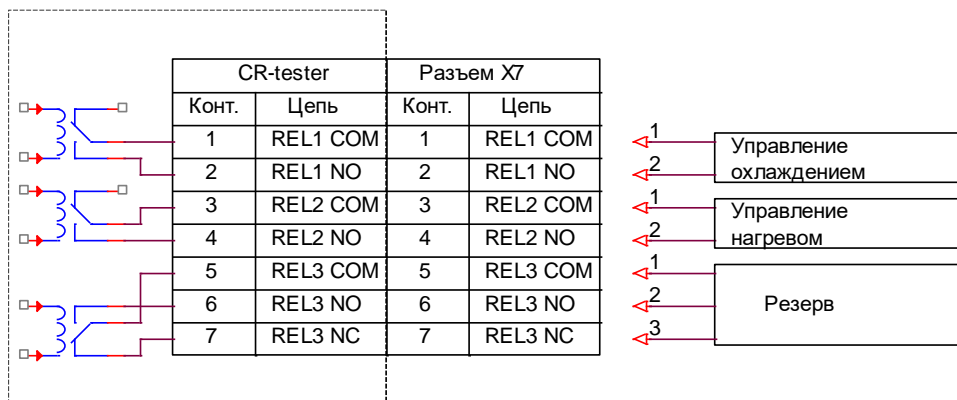 CR-tester Разъем X7
Конт. Цепь Конт. Цепь
1 REL1 COM 1 REL1 COM 1
2 REL1 NO 2 REL1 NO 2
Управление
охлаждением
3 REL2 COM 3 REL2 COM 1
4 REL2 NO 4 REL2 NO 2
Управление
нагревом
5 REL3 COM 5 REL3 COM 1
6 REL3 NO 6 REL3 NO 2
7 REL3 NC 7 REL3 NC 3
Резерв